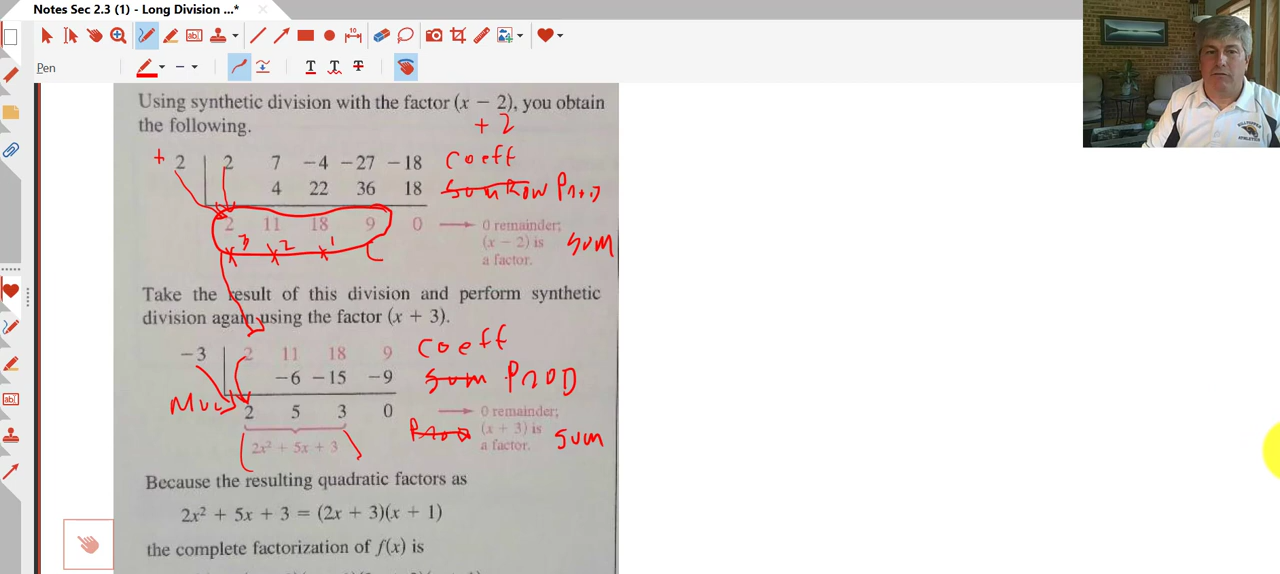 Notes Sec 2.3 (1) - Long Division ...*
Pen
Using synthetic division with the factor (x − 2), you obtain
the following.
+ 2
+ 2 | 2 7 −4 −27 −18 Coeff
4 22 36 18 Sum Row Prod
2 11 18 9 0 → 0 remainder;
(x − 2) is
a factor.
Sum
x³ x² x¹ C
Take the result of this division and perform synthetic
division again using the factor (x + 3).
−3 | 2 11 18 9 Coeff
−6 −15 −9 Sum PROD
Mul
2 5 3 0 → 0 remainder;
Prod (x + 3) is
a factor.
Sum
2x² + 5x + 3
Because the resulting quadratic factors as
2x² + 5x + 3 = (2x + 3)(x + 1)
the complete factorization of f(x) is